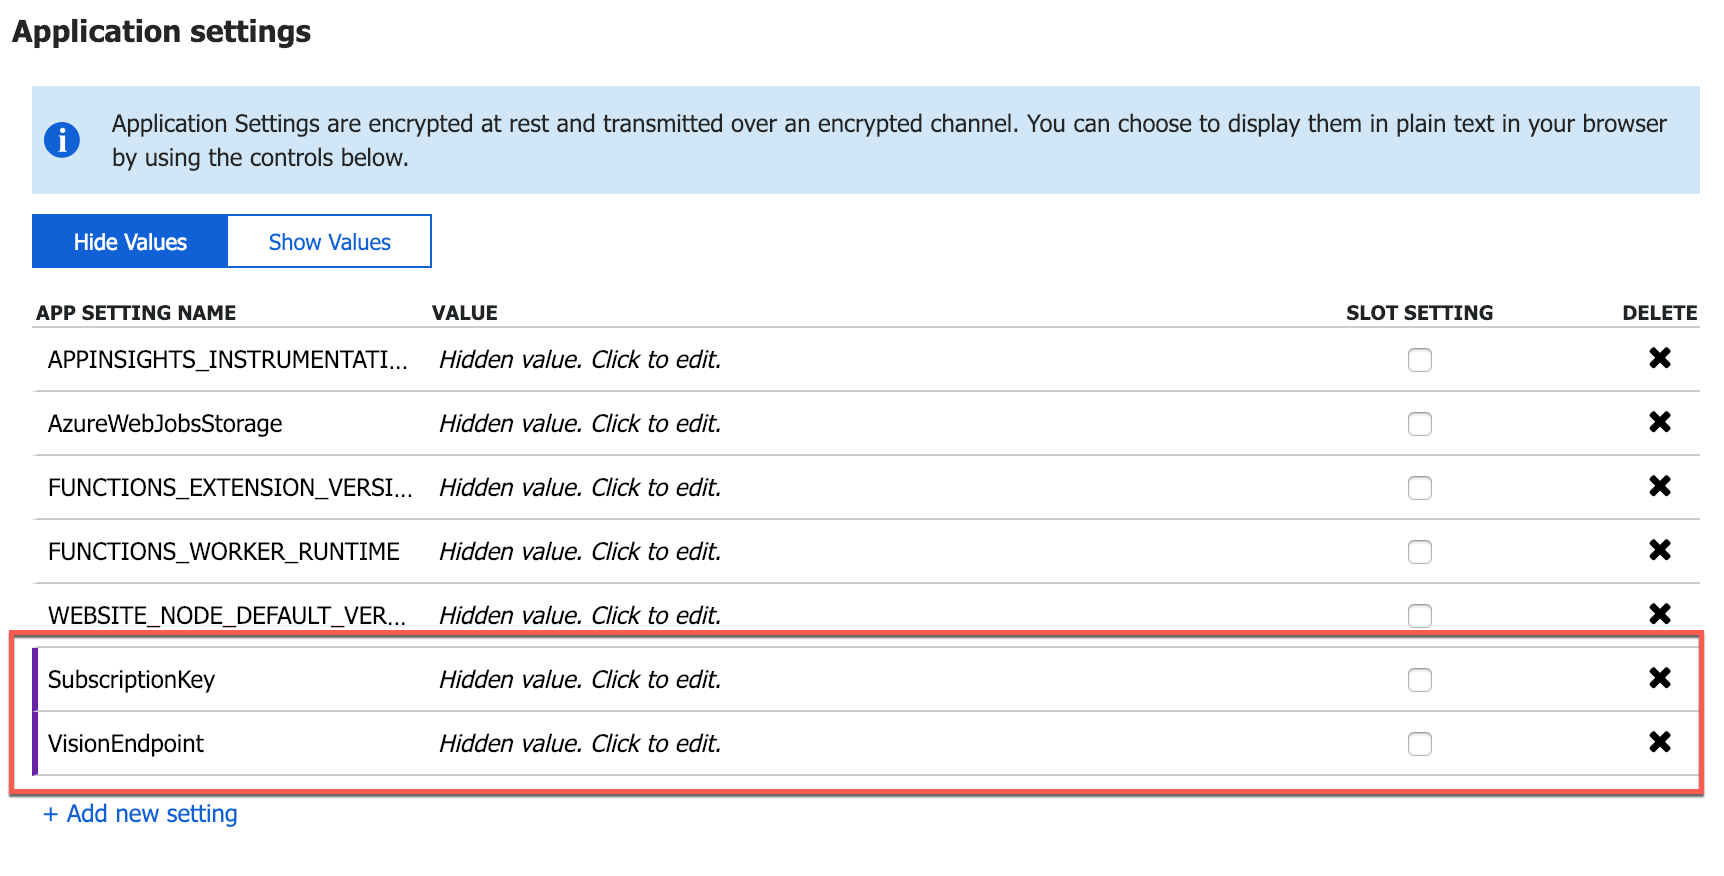 Application settings
Application Settings are encrypted at rest and transmitted over an encrypted channel. You can choose to display them in plain text in your browser
by using the controls below.
Hide Values Show Values
APP SETTING NAME VALUE SLOT SETTING DELETE
APPINSIGHTS_INSTRUMENTATI... Hidden value. Click to edit.
AzureWebJobsStorage Hidden value. Click to edit.
FUNCTIONS_EXTENSION_VERSI... Hidden value. Click to edit.
FUNCTIONS_WORKER_RUNTIME Hidden value. Click to edit.
WEBSITE_NODE_DEFAULT_VER... Hidden value. Click to edit.
SubscriptionKey Hidden value. Click to edit.
VisionEndpoint Hidden value. Click to edit.
+ Add new setting